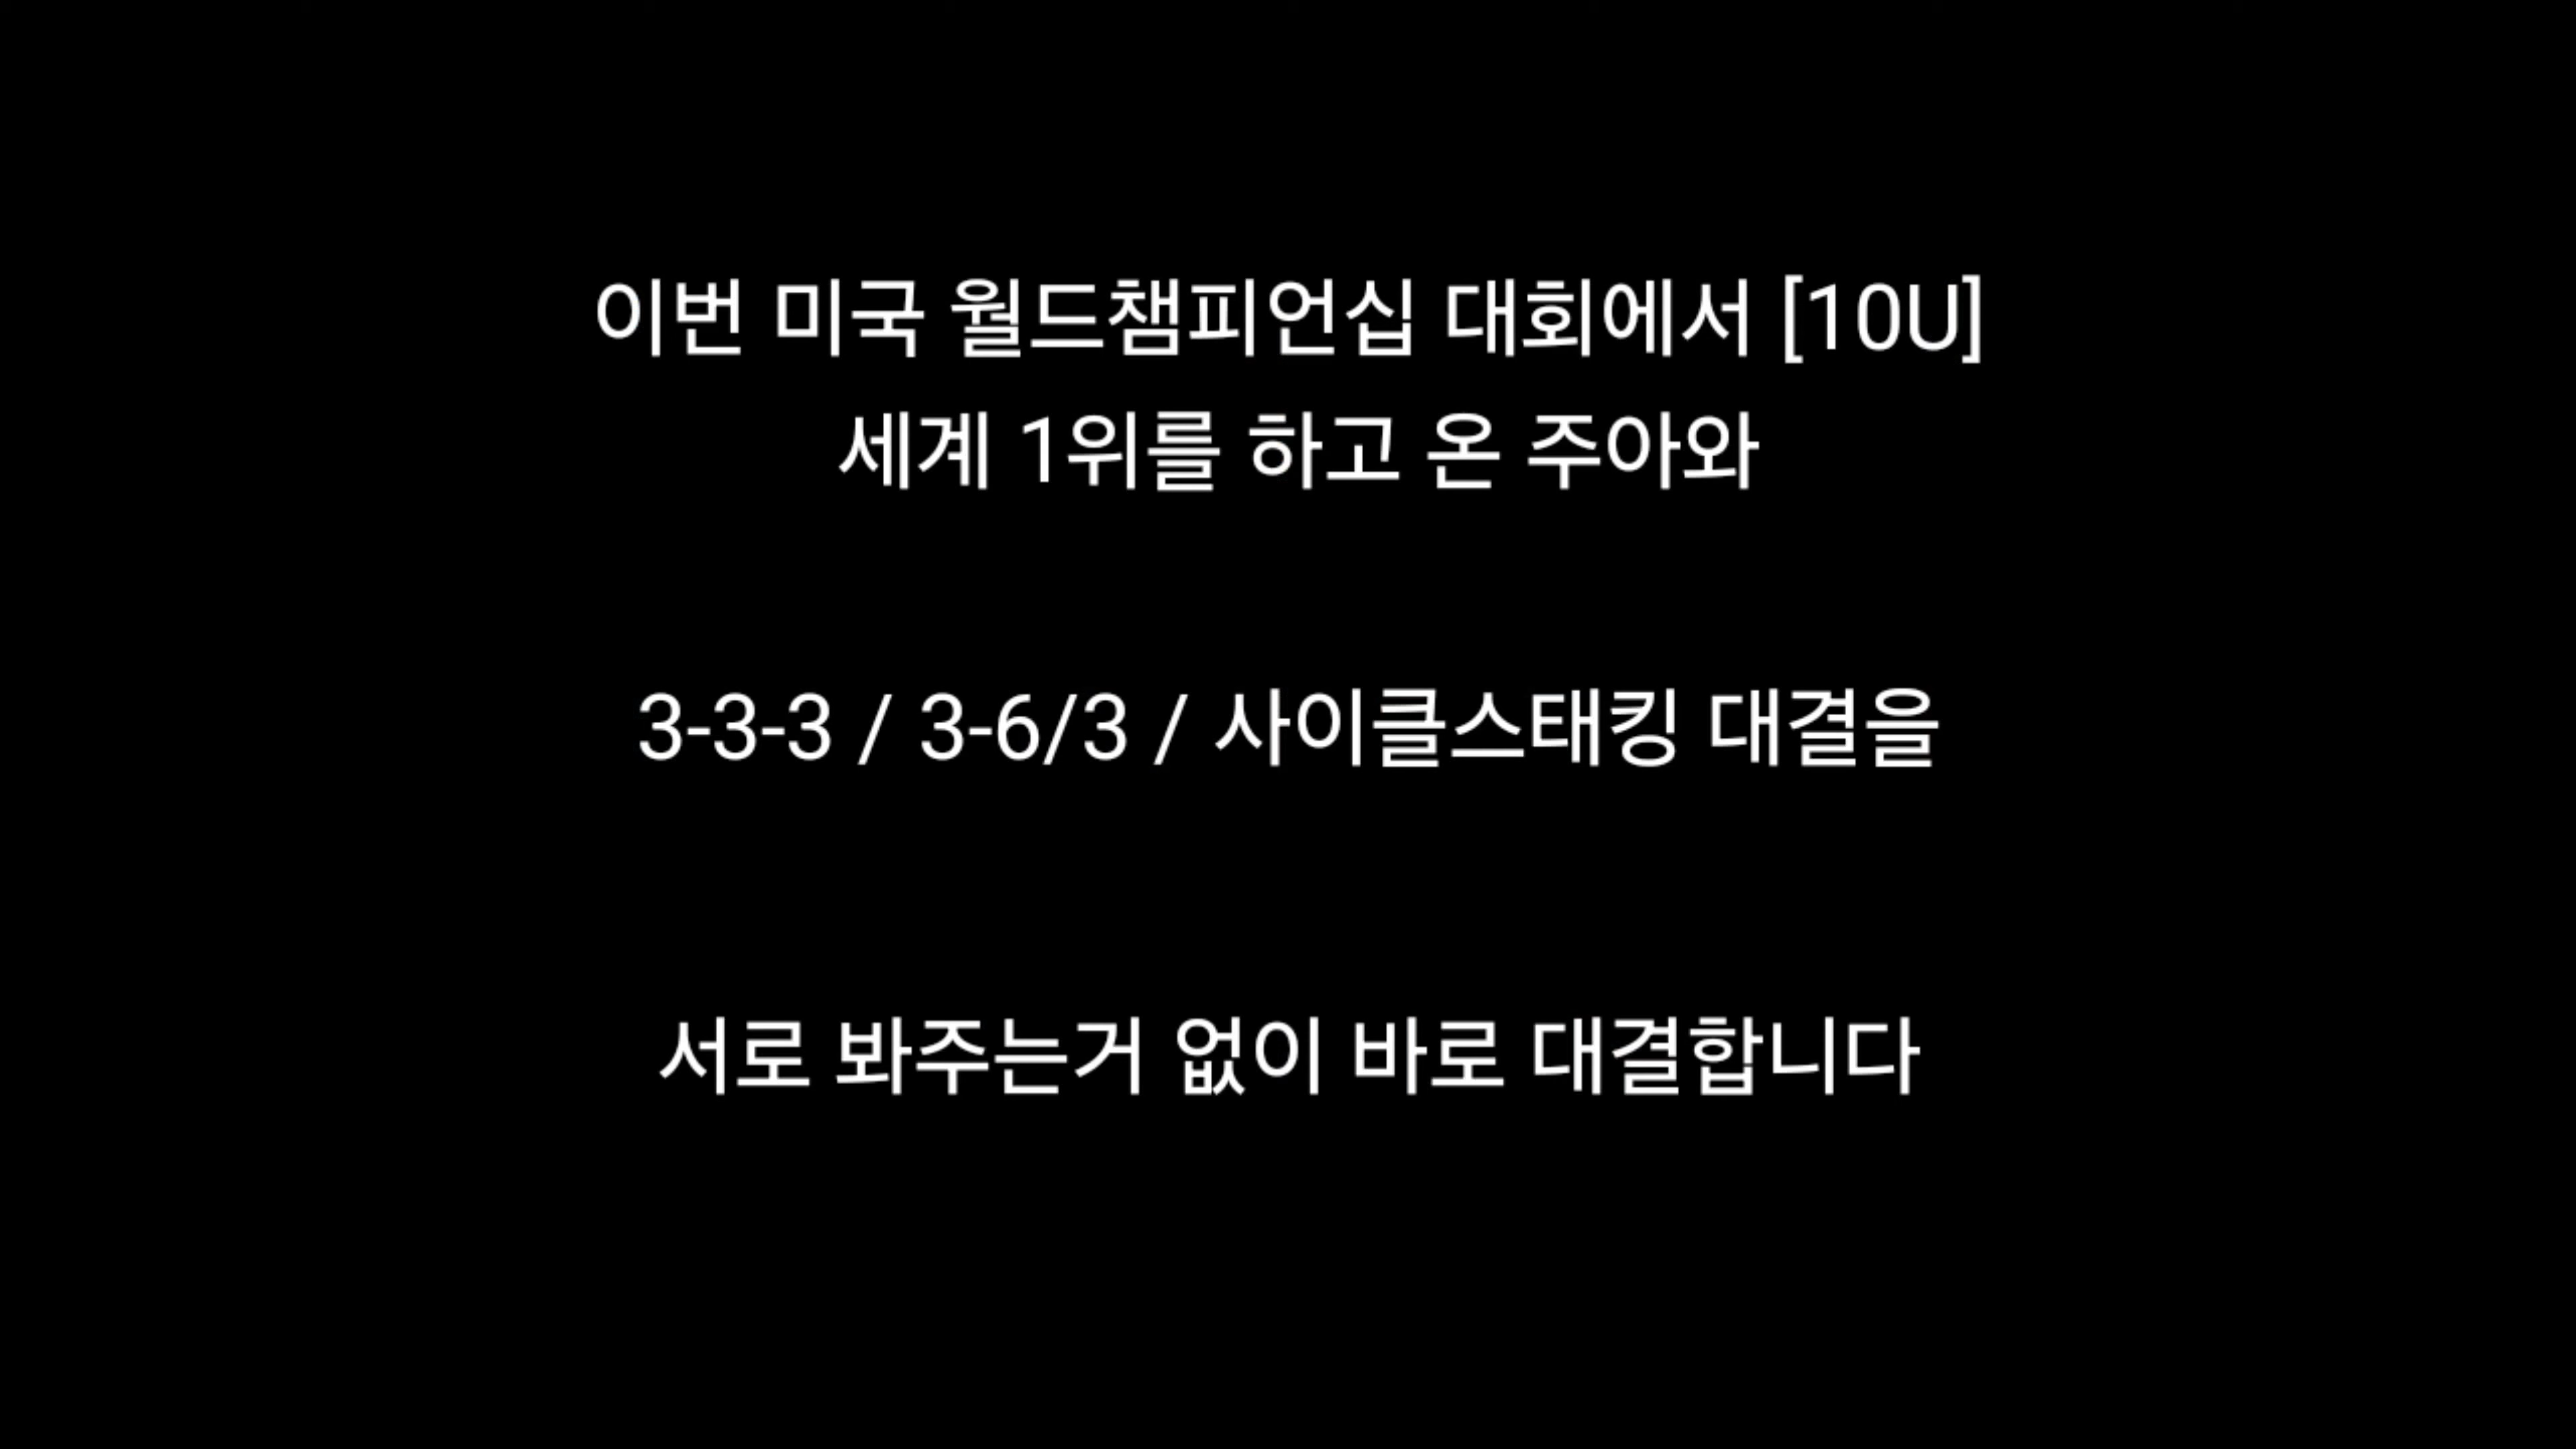 이번 미국 월드챔피언십 대회에서 [10U]
세계 1위를 하고 온 주아와
3-3-3 / 3-6/3 / 사이클스태킹 대결을
서로 봐주는거 없이 바로 대결합니다